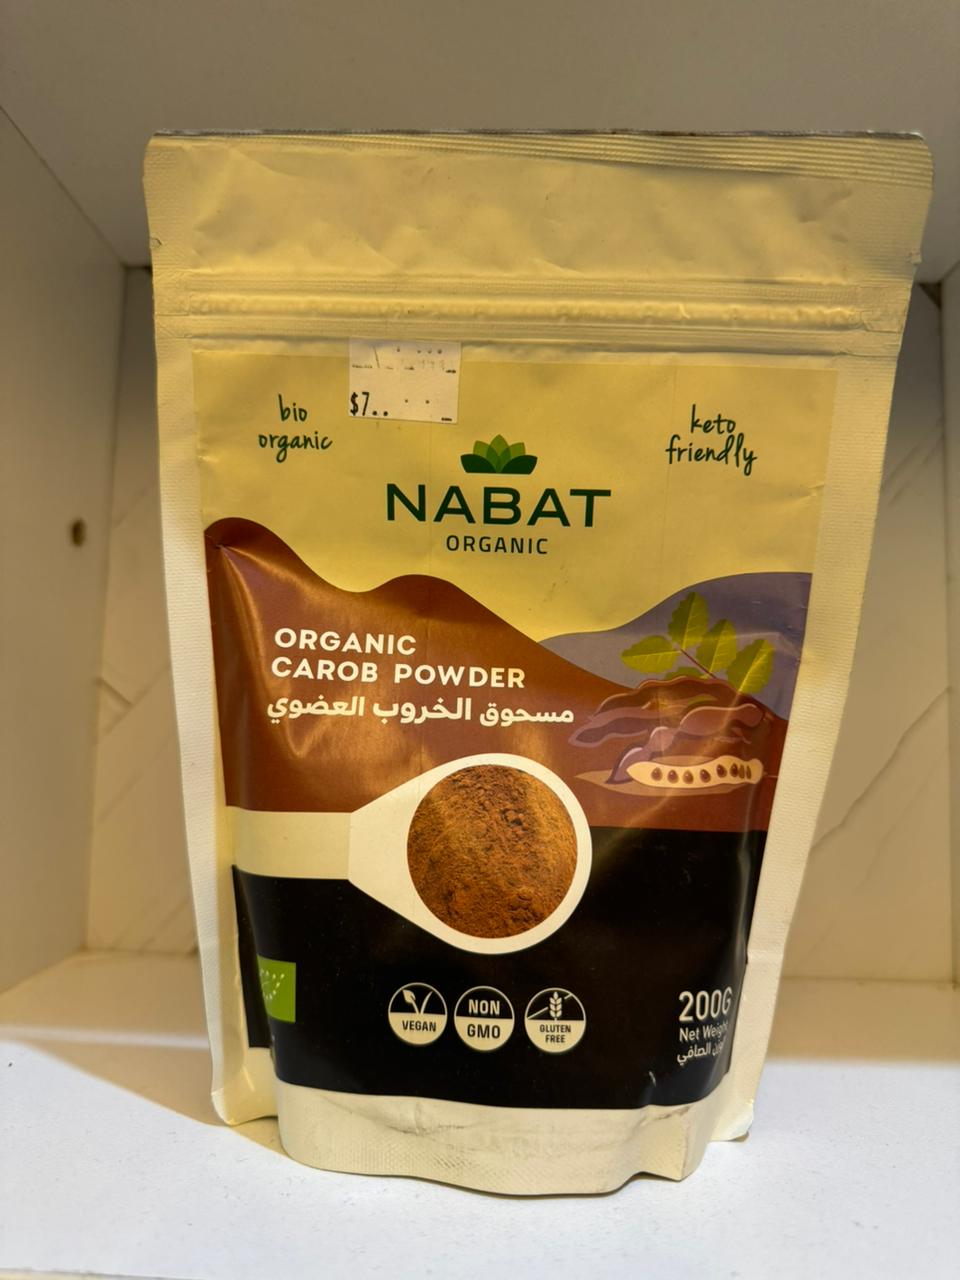 $7
bio
organic
keto
friendly
NABAT
ORGANIC
ORGANIC
CAROB POWDER
مسحوق الخروب العضوي
VEGAN
NON
GMO
GLUTEN
FREE
200G
Net Weight
الصافي